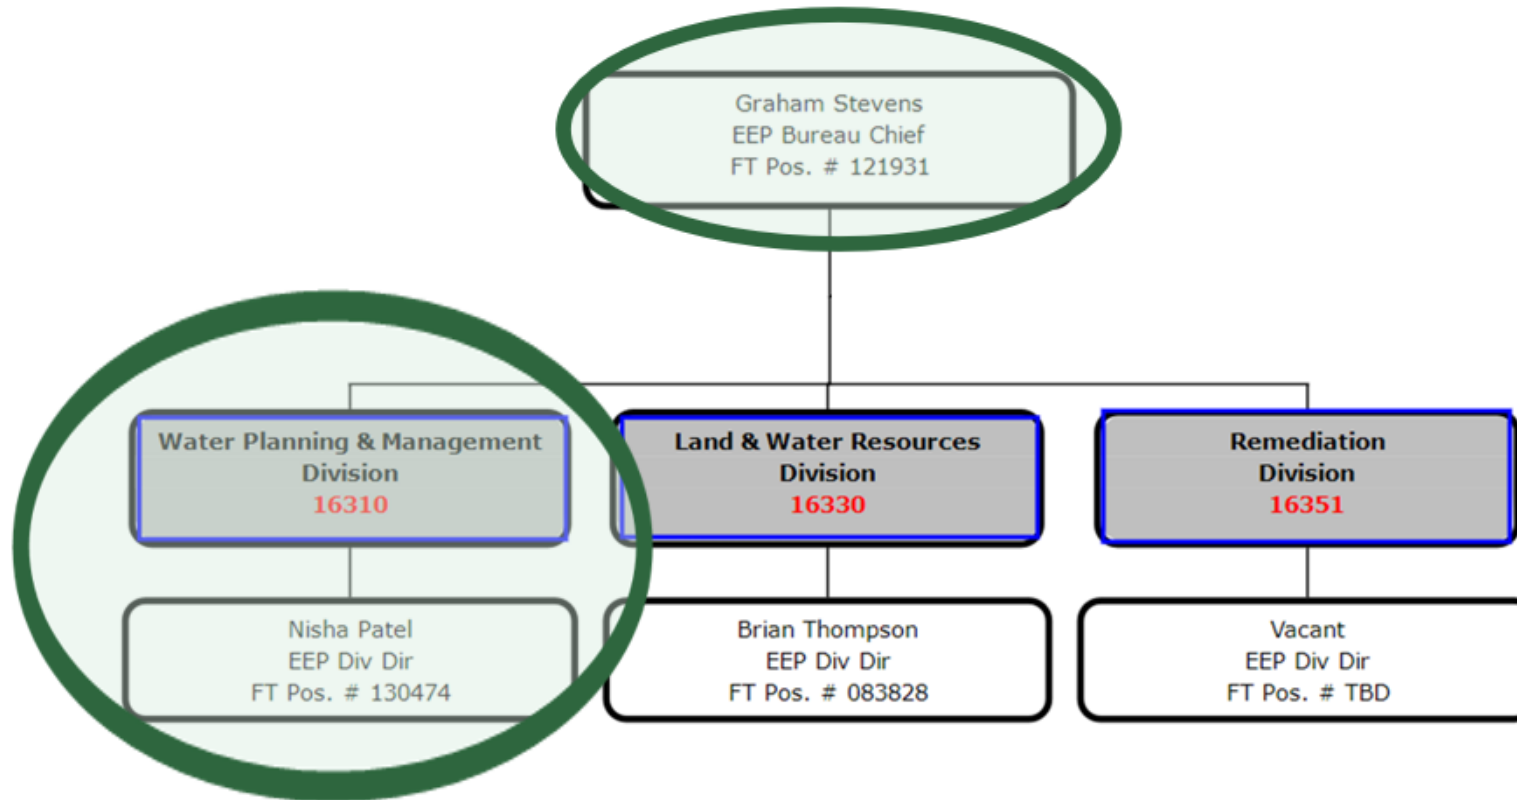 Graham Stevens
EEP Bureau Chief
FT Pos. # 121931
Water Planning & Management
Division
16310
Land & Water Resources
Division
16330
Remediation
Division
16351
Nisha Patel
EEP Div Dir
FT Pos. # 130474
Brian Thompson
EEP Div Dir
FT Pos. # 083828
Vacant
EEP Div Dir
FT Pos. # TBD